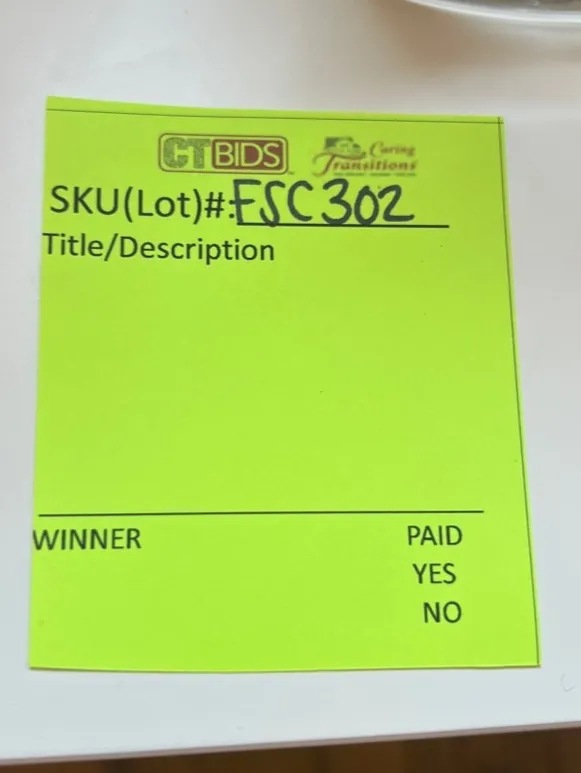 CTBIDS Caring
Transitions
SKU(Lot)#:FSC302
Title/Description
WINNER PAID
YES
NO